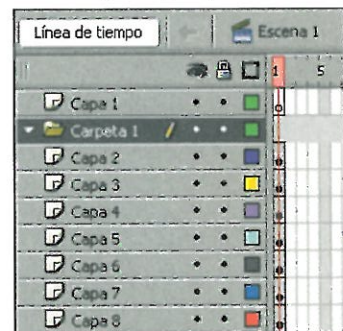 Línea de tiempo
Escena 1
1 5
Capa 1
Carpeta 1
Capa 2
Capa 3
Capa 4
Capa 5
Capa 6
Capa 7
Capa 8